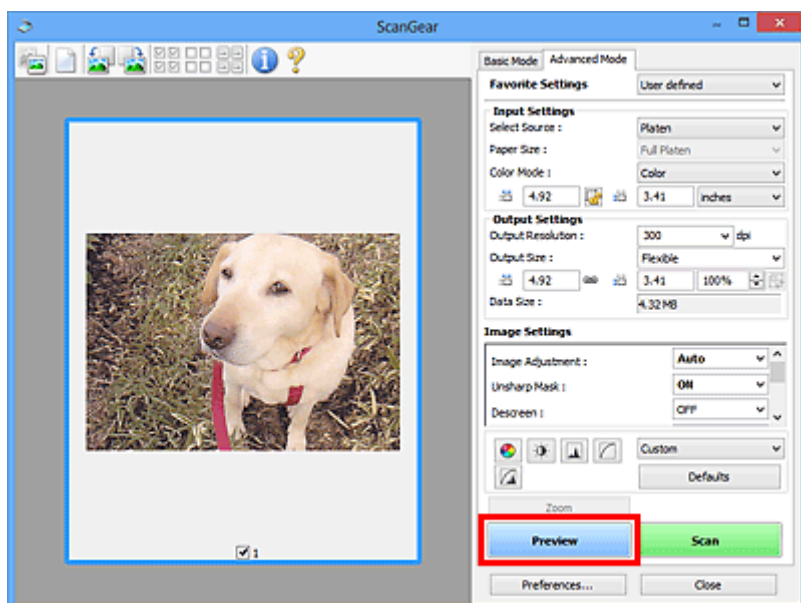 ScanGear
Basic Mode Advanced Mode
Favorite Settings User defined
Input Settings
Select Source : Platen
Paper Size : Full Platen
Color Mode : Color
4.92 3.41 inches
Output Settings
Output Resolution : 300 dpi
Output Size : Flexible
4.92 3.41 100%
Data Size : 4.32 MB
Image Settings
Image Adjustment : Auto
Unsharp Mask : ON
Descreen : OFF
Custom
Defaults
Zoom
Preview Scan
1
Preferences... Close